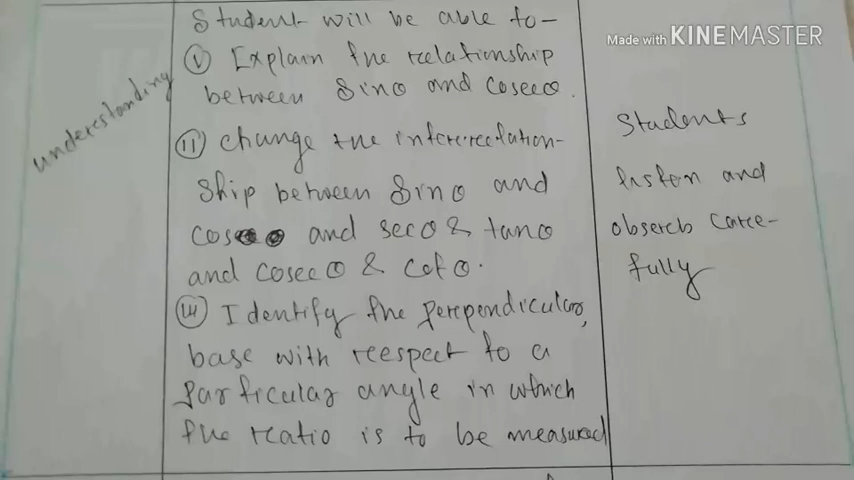 Student will be able to-
Made with KINEMASTER
understanding
(i) Explain the relationship
between Sinθ and Cosecθ.
(ii) Change the interrelation-
ship between Sinθ and
cosθ and secθ & tanθ
and cosecθ & cotθ.
(iii) Identify the perpendicular,
base with respect to a
particular angle in which
the ratio is to be measured
Students
listen and
care-
fully